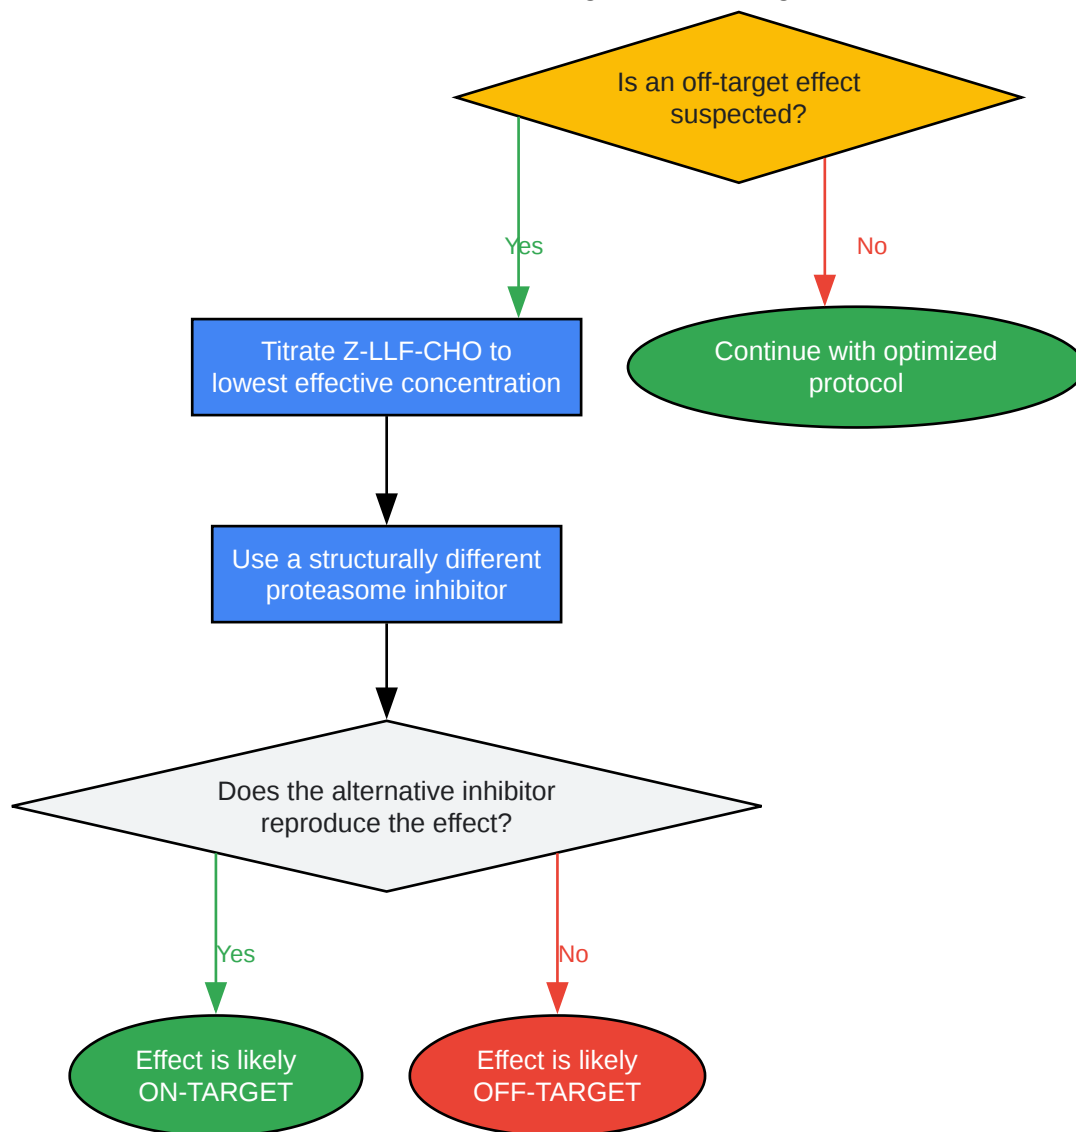 Is an off-target effect
suspected?
Yes
No
Titrate Z-LLF-CHO to
lowest effective concentration
Continue with optimized
protocol
Use a structurally different
proteasome inhibitor
Does the alternative inhibitor
reproduce the effect?
Yes
No
Effect is likely
ON-TARGET
Effect is likely
OFF-TARGET